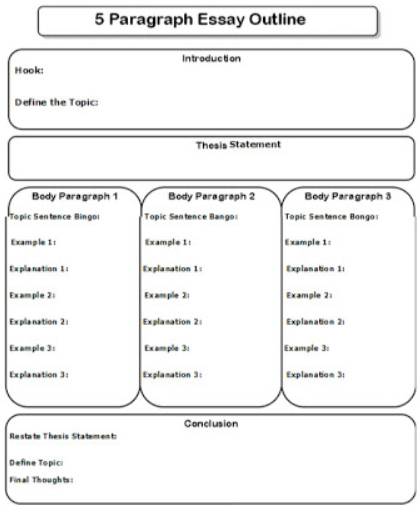 5 Paragraph Essay Outline
Introduction
Hook:
Define the Topic:
Thesis Statement
Body Paragraph 1
Topic Sentence Bingo:
Example 1:
Explanation 1:
Example 2:
Explanation 2:
Example 3:
Explanation 3:
Body Paragraph 2
Topic Sentence Bango:
Example 1:
Explanation 1:
Example 2:
Explanation 2:
Example 3:
Explanation 3:
Body Paragraph 3
Topic Sentence Bongo:
Example 1:
Explanation 1:
Example 2:
Explanation 2:
Example 3:
Explanation 3:
Conclusion
Restate Thesis Statement:
Define Topic:
Final Thoughts: